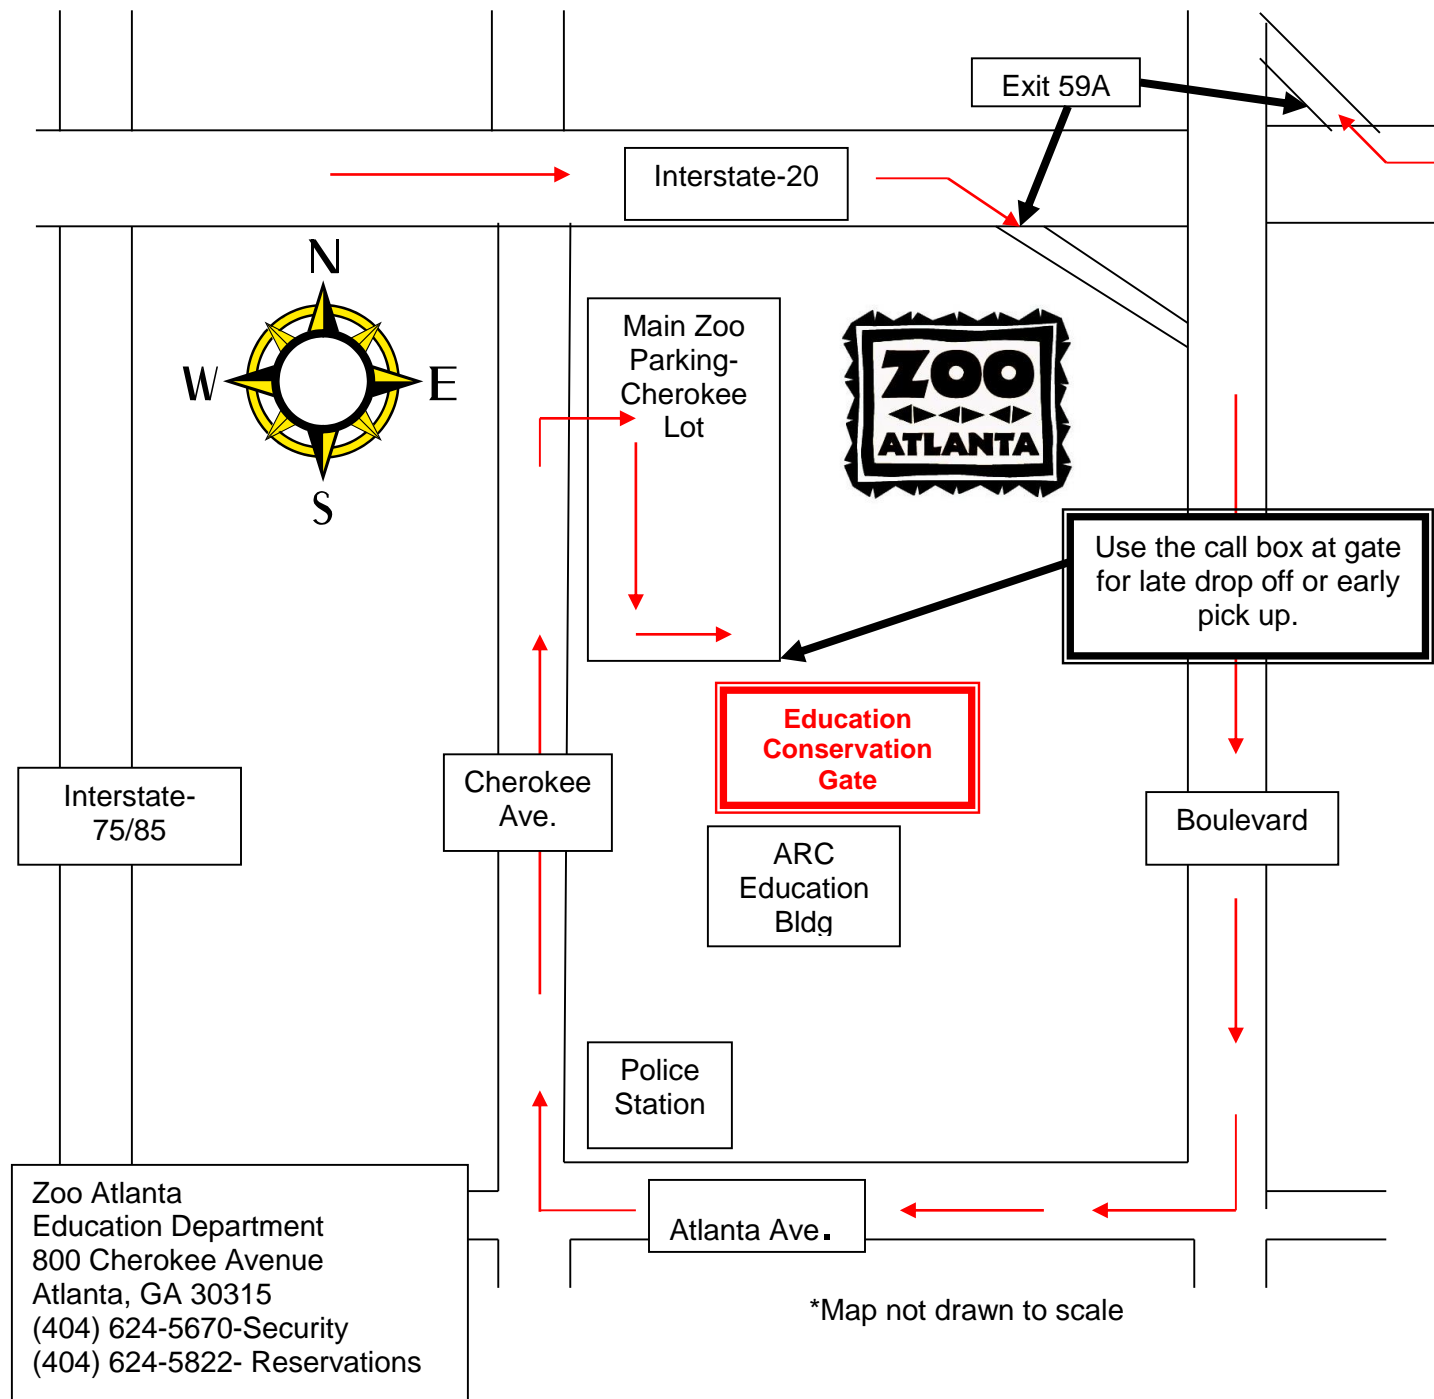 Exit 59A
Interstate-20
N
W
E
S
Main Zoo
Parking-
Cherokee
Lot
ZOO
ATLANTA
Use the call box at gate
for late drop off or early
pick up.
Education
Conservation
Gate
Interstate-
75/85
Cherokee
Ave.
Boulevard
ARC
Education
Bldg
Police
Station
Zoo Atlanta
Education Department
800 Cherokee Avenue
Atlanta, GA 30315
(404) 624-5670-Security
(404) 624-5822- Reservations
Atlanta Ave.
*Map not drawn to scale